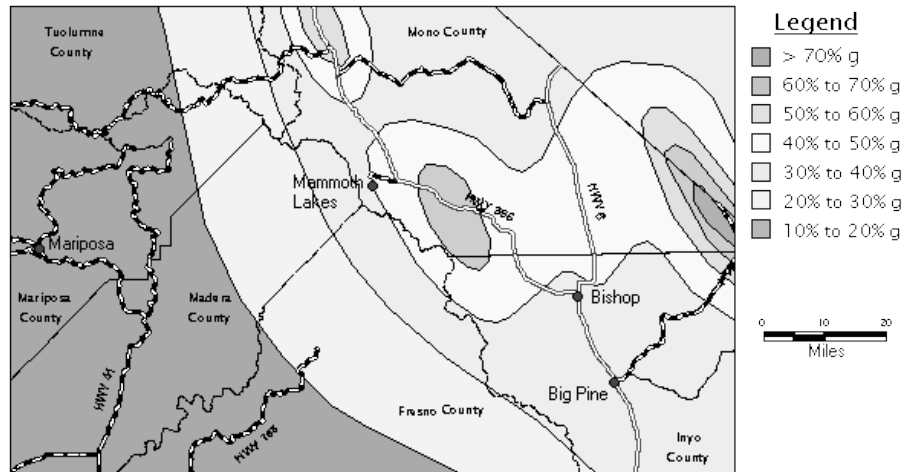 Tuolumne
County
Mono County
Legend
> 70% g
60% to 70% g
50% to 60% g
40% to 50% g
30% to 40% g
20% to 30% g
10% to 20% g
Mammoth
Lakes
HWY 395
HWY 6
Mariposa
Mariposa
County
Madera
County
Bishop
0 10 20
Miles
Big Pine
HWY 41
Fresno County
HWY 168
Inyo
County